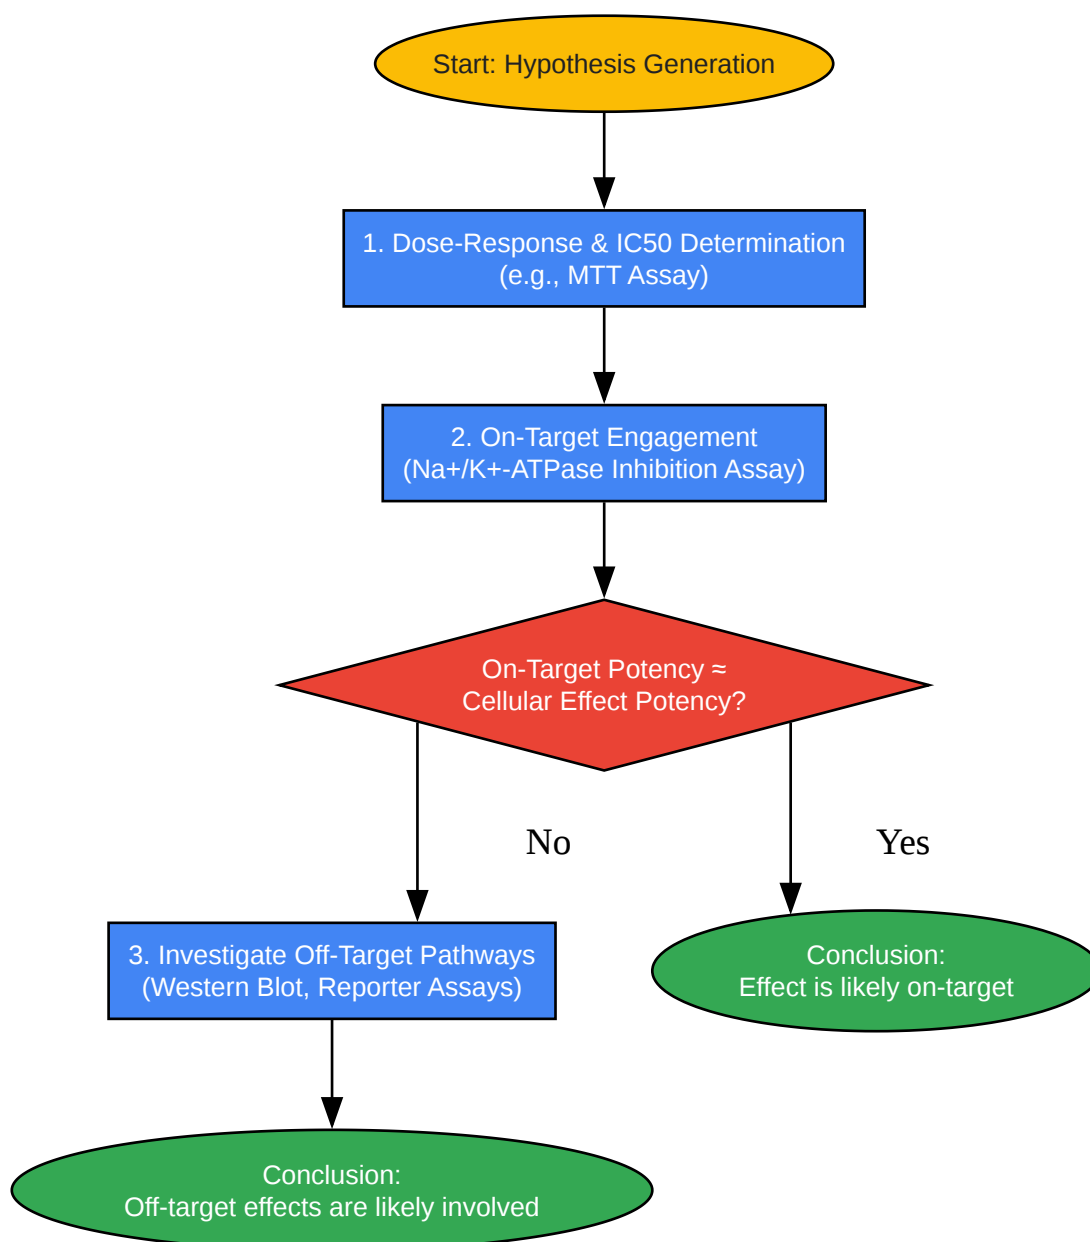 Start: Hypothesis Generation
1. Dose-Response & IC50 Determination
(e.g., MTT Assay)
2. On-Target Engagement
(Na+/K+-ATPase Inhibition Assay)
On-Target Potency ≈
Cellular Effect Potency?
No
Yes
3. Investigate Off-Target Pathways
(Western Blot, Reporter Assays)
Conclusion:
Effect is likely on-target
Conclusion:
Off-target effects are likely involved